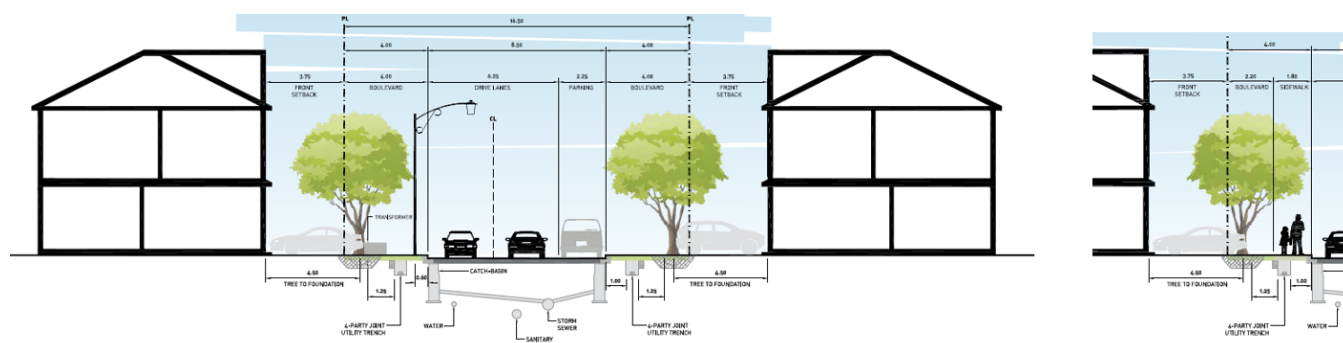 PL
PL
16.50
4.00
8.50
4.00
3.75
4.00
6.25
2.25
4.00
3.75
FRONT
SETBACK
BOULEVARD
DRIVE LANES
PARKING
BOULEVARD
FRONT
SETBACK
CL
TRANSFORMER
CATCH-BASIN
4.50
TREE TO FOUNDATION
1.25
0.50
1.00
1.25
4.50
TREE TO FOUNDATION
4-PARTY JOINT
UTILITY TRENCH
WATER
SANITARY
STORM
SEWER
4-PARTY JOINT
UTILITY TRENCH
PL
4.00
3.75
2.20
1.80
FRONT
SETBACK
BOULEVARD
SIDEWALK
4.50
TREE TO FOUNDATION
1.25
1.00
4-PARTY JOINT
UTILITY TRENCH
WATER